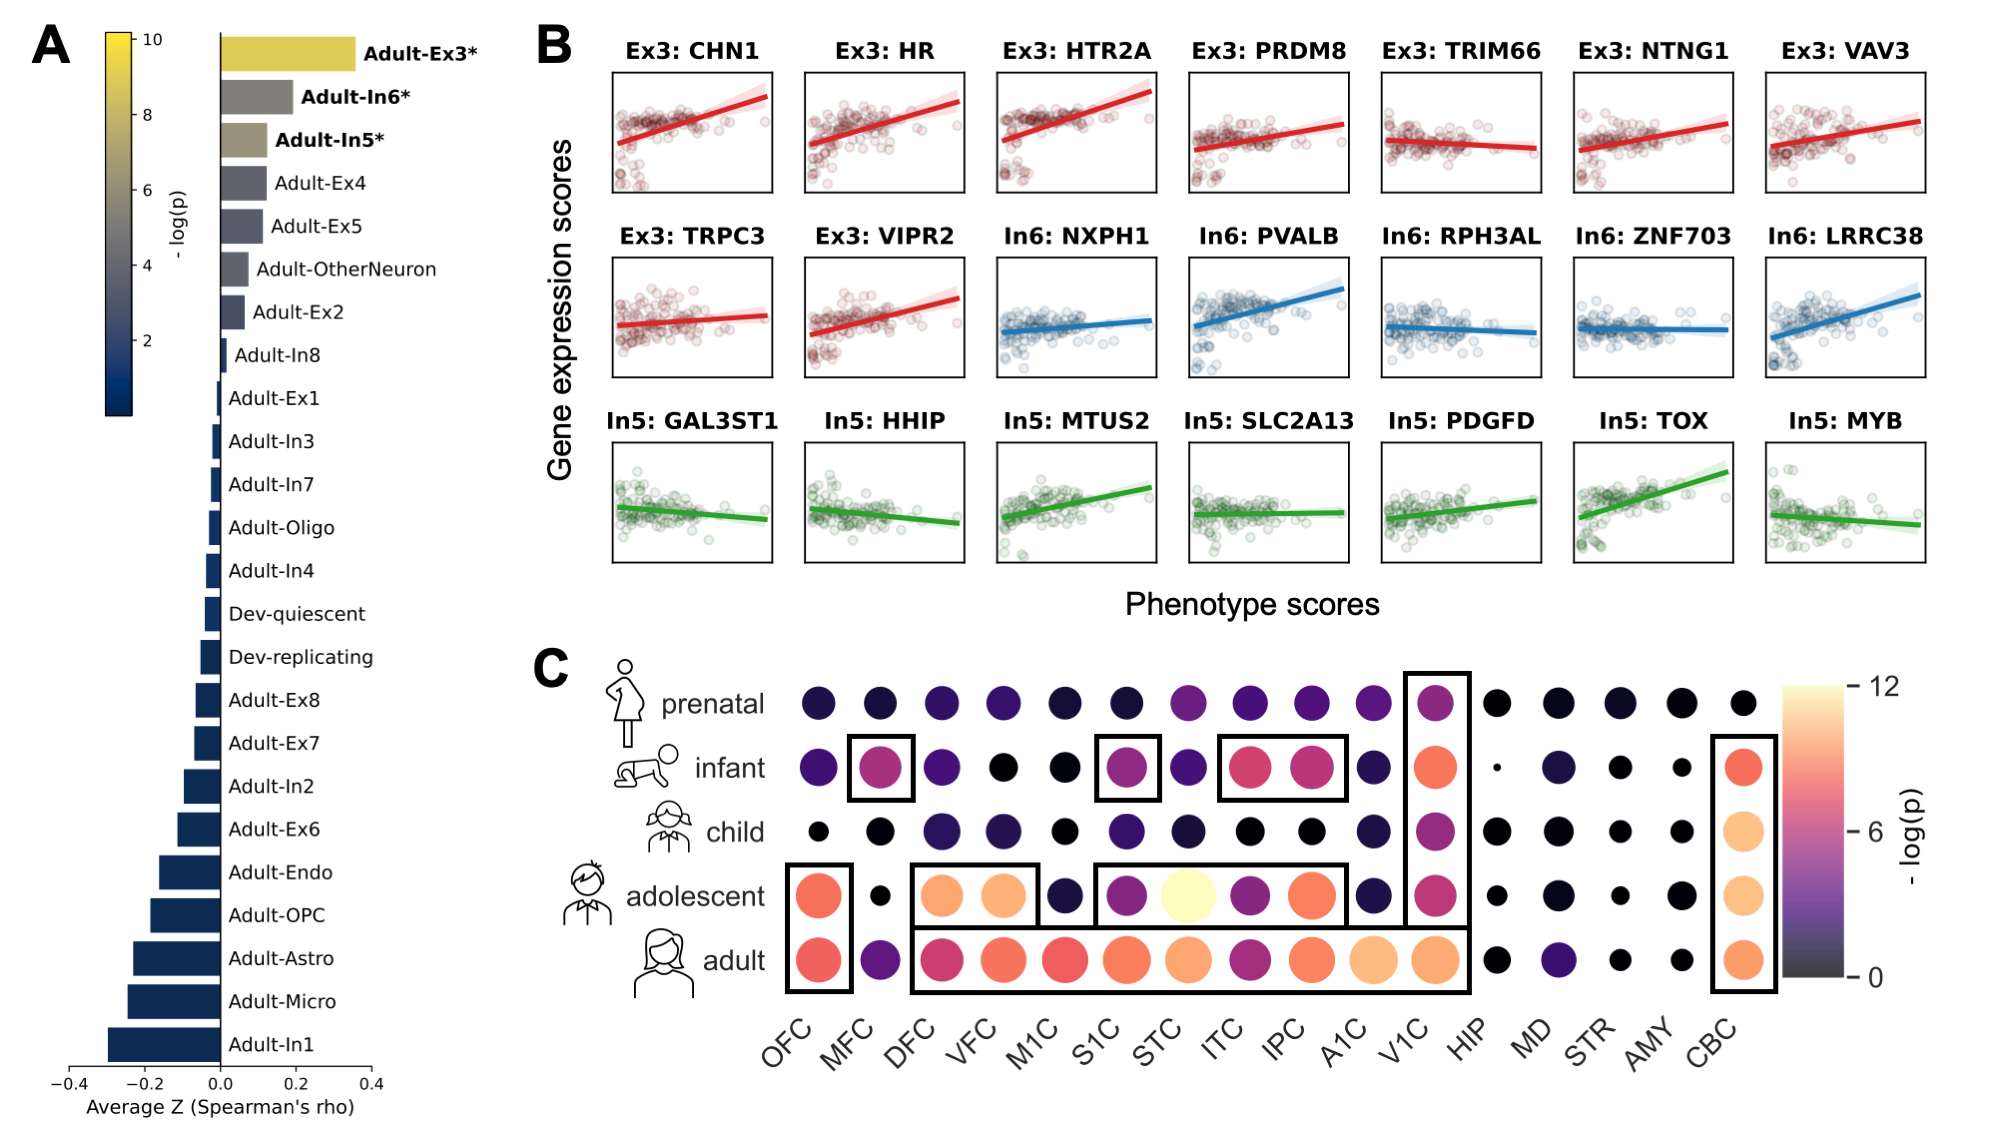 A
10
8
6
4
2
- log(p)
Adult-Ex3*
Adult-In6*
Adult-In5*
Adult-Ex4
Adult-Ex5
Adult-OtherNeuron
Adult-Ex2
Adult-In8
Adult-Ex1
Adult-In3
Adult-In7
Adult-Oligo
Adult-In4
Dev-quiescent
Dev-replicating
Adult-Ex8
Adult-Ex7
Adult-In2
Adult-Ex6
Adult-Endo
Adult-OPC
Adult-Astro
Adult-Micro
Adult-In1
−0.4 −0.2 0.0 0.2 0.4
Average Z (Spearman's rho)
B
Gene expression scores
Ex3: CHN1 Ex3: HR Ex3: HTR2A Ex3: PRDM8 Ex3: TRIM66 Ex3: NTNG1 Ex3: VAV3
Ex3: TRPC3 Ex3: VIPR2 In6: NXPH1 In6: PVALB In6: RPH3AL In6: ZNF703 In6: LRRC38
In5: GAL3ST1 In5: HHIP In5: MTUS2 In5: SLC2A13 In5: PDGFD In5: TOX In5: MYB
Phenotype scores
C
prenatal
infant
child
adolescent
adult
OFC MFC DFC VFC M1C S1C STC ITC IPC A1C V1C HIP MD STR AMY CBC
12
6
0
- log(p)